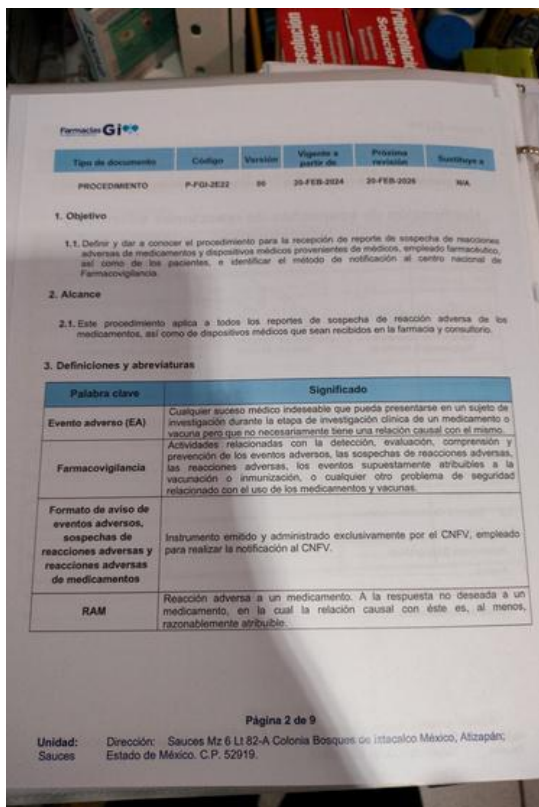 Solución
Farmacias Gi
Tipo de documento Código Versión Vigente a partir de Próxima revisión Sustituye a
PROCEDIMIENTO P-FGI-2E22 00 20-FEB-2024 20-FEB-2026 N/A
1. Objetivo
1.1. Definir y dar a conocer el procedimiento para la recepción de reporte de sospecha de reacciones
adversas de medicamentos y dispositivos médicos provenientes de médicos, empleado farmacéutico,
así como de los pacientes, e identificar el método de notificación al centro nacional de
Farmacovigilancia.
2. Alcance
2.1. Este procedimiento aplica a todos los reportes de sospecha de reacción adversa de los
medicamentos, así como de dispositivos médicos que sean recibidos en la farmacia y consultorio.
3. Definiciones y abreviaturas
Palabra clave Significado
Evento adverso (EA)
Cualquier suceso médico indeseable que pueda presentarse en un sujeto de
investigación durante la etapa de investigación clínica de un medicamento o
vacuna pero que no necesariamente tiene una relación causal con el mismo.
Farmacovigilancia
Actividades relacionadas con la detección, evaluación, comprensión y
prevención de los eventos adversos, las sospechas de reacciones adversas,
las reacciones adversas, los eventos supuestamente atribuibles a la
vacunación o inmunización, o cualquier otro problema de seguridad
relacionado con el uso de los medicamentos y vacunas.
Formato de aviso de
eventos adversos,
sospechas de
reacciones adversas y
reacciones adversas
de medicamentos
Instrumento emitido y administrado exclusivamente por el CNFV, empleado
para realizar la notificación al CNFV.
RAM
Reacción adversa a un medicamento. A la respuesta no deseada a un
medicamento, en la cual la relación causal con éste es, al menos,
razonablemente atribuible.
Página 2 de 9
Unidad: Dirección: Sauces Mz 6 Lt 82-A Colonia Bosques de Iztacalco México, Atizapán;
Sauces Estado de México. C.P. 52919.